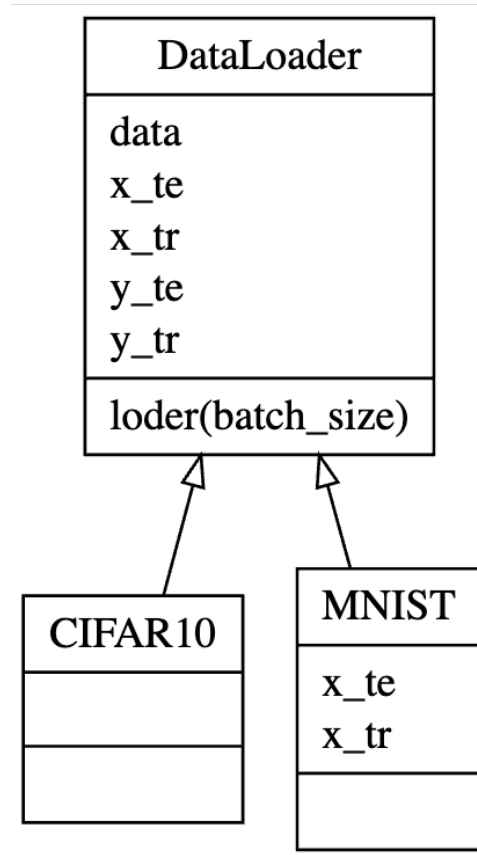 DataLoader
data
x_te
x_tr
y_te
y_tr
loder(batch_size)
CIFAR10
MNIST
x_te
x_tr